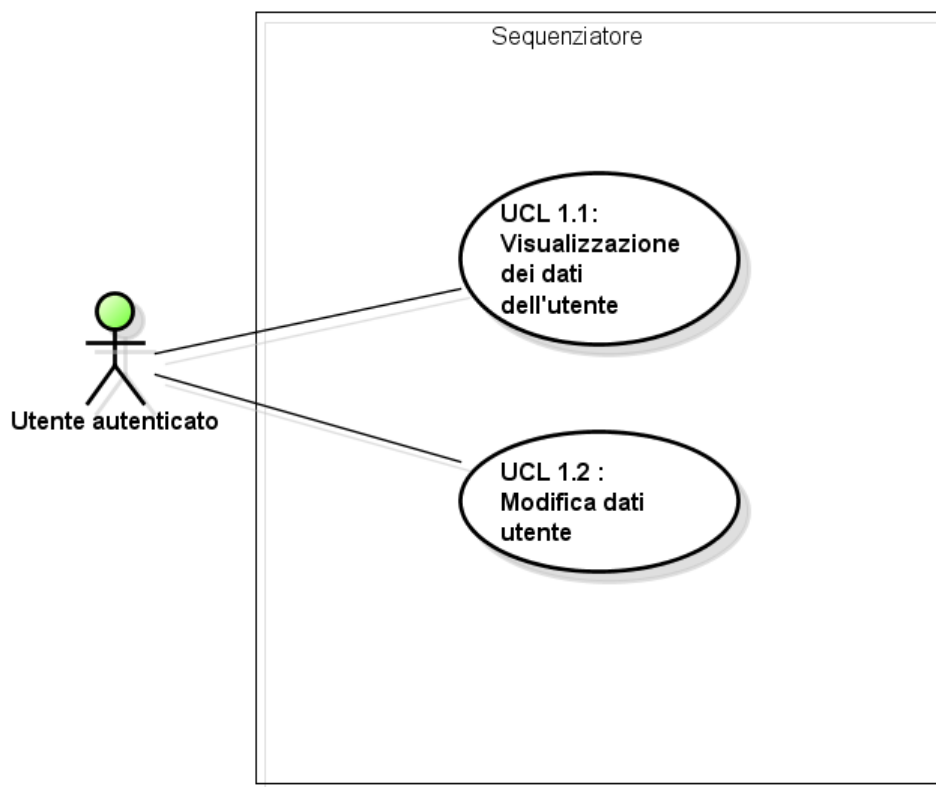 Sequenziatore
UCL 1.1:
Visualizzazione
dei dati
dell'utente
Utente autenticato
UCL 1.2 :
Modifica dati
utente